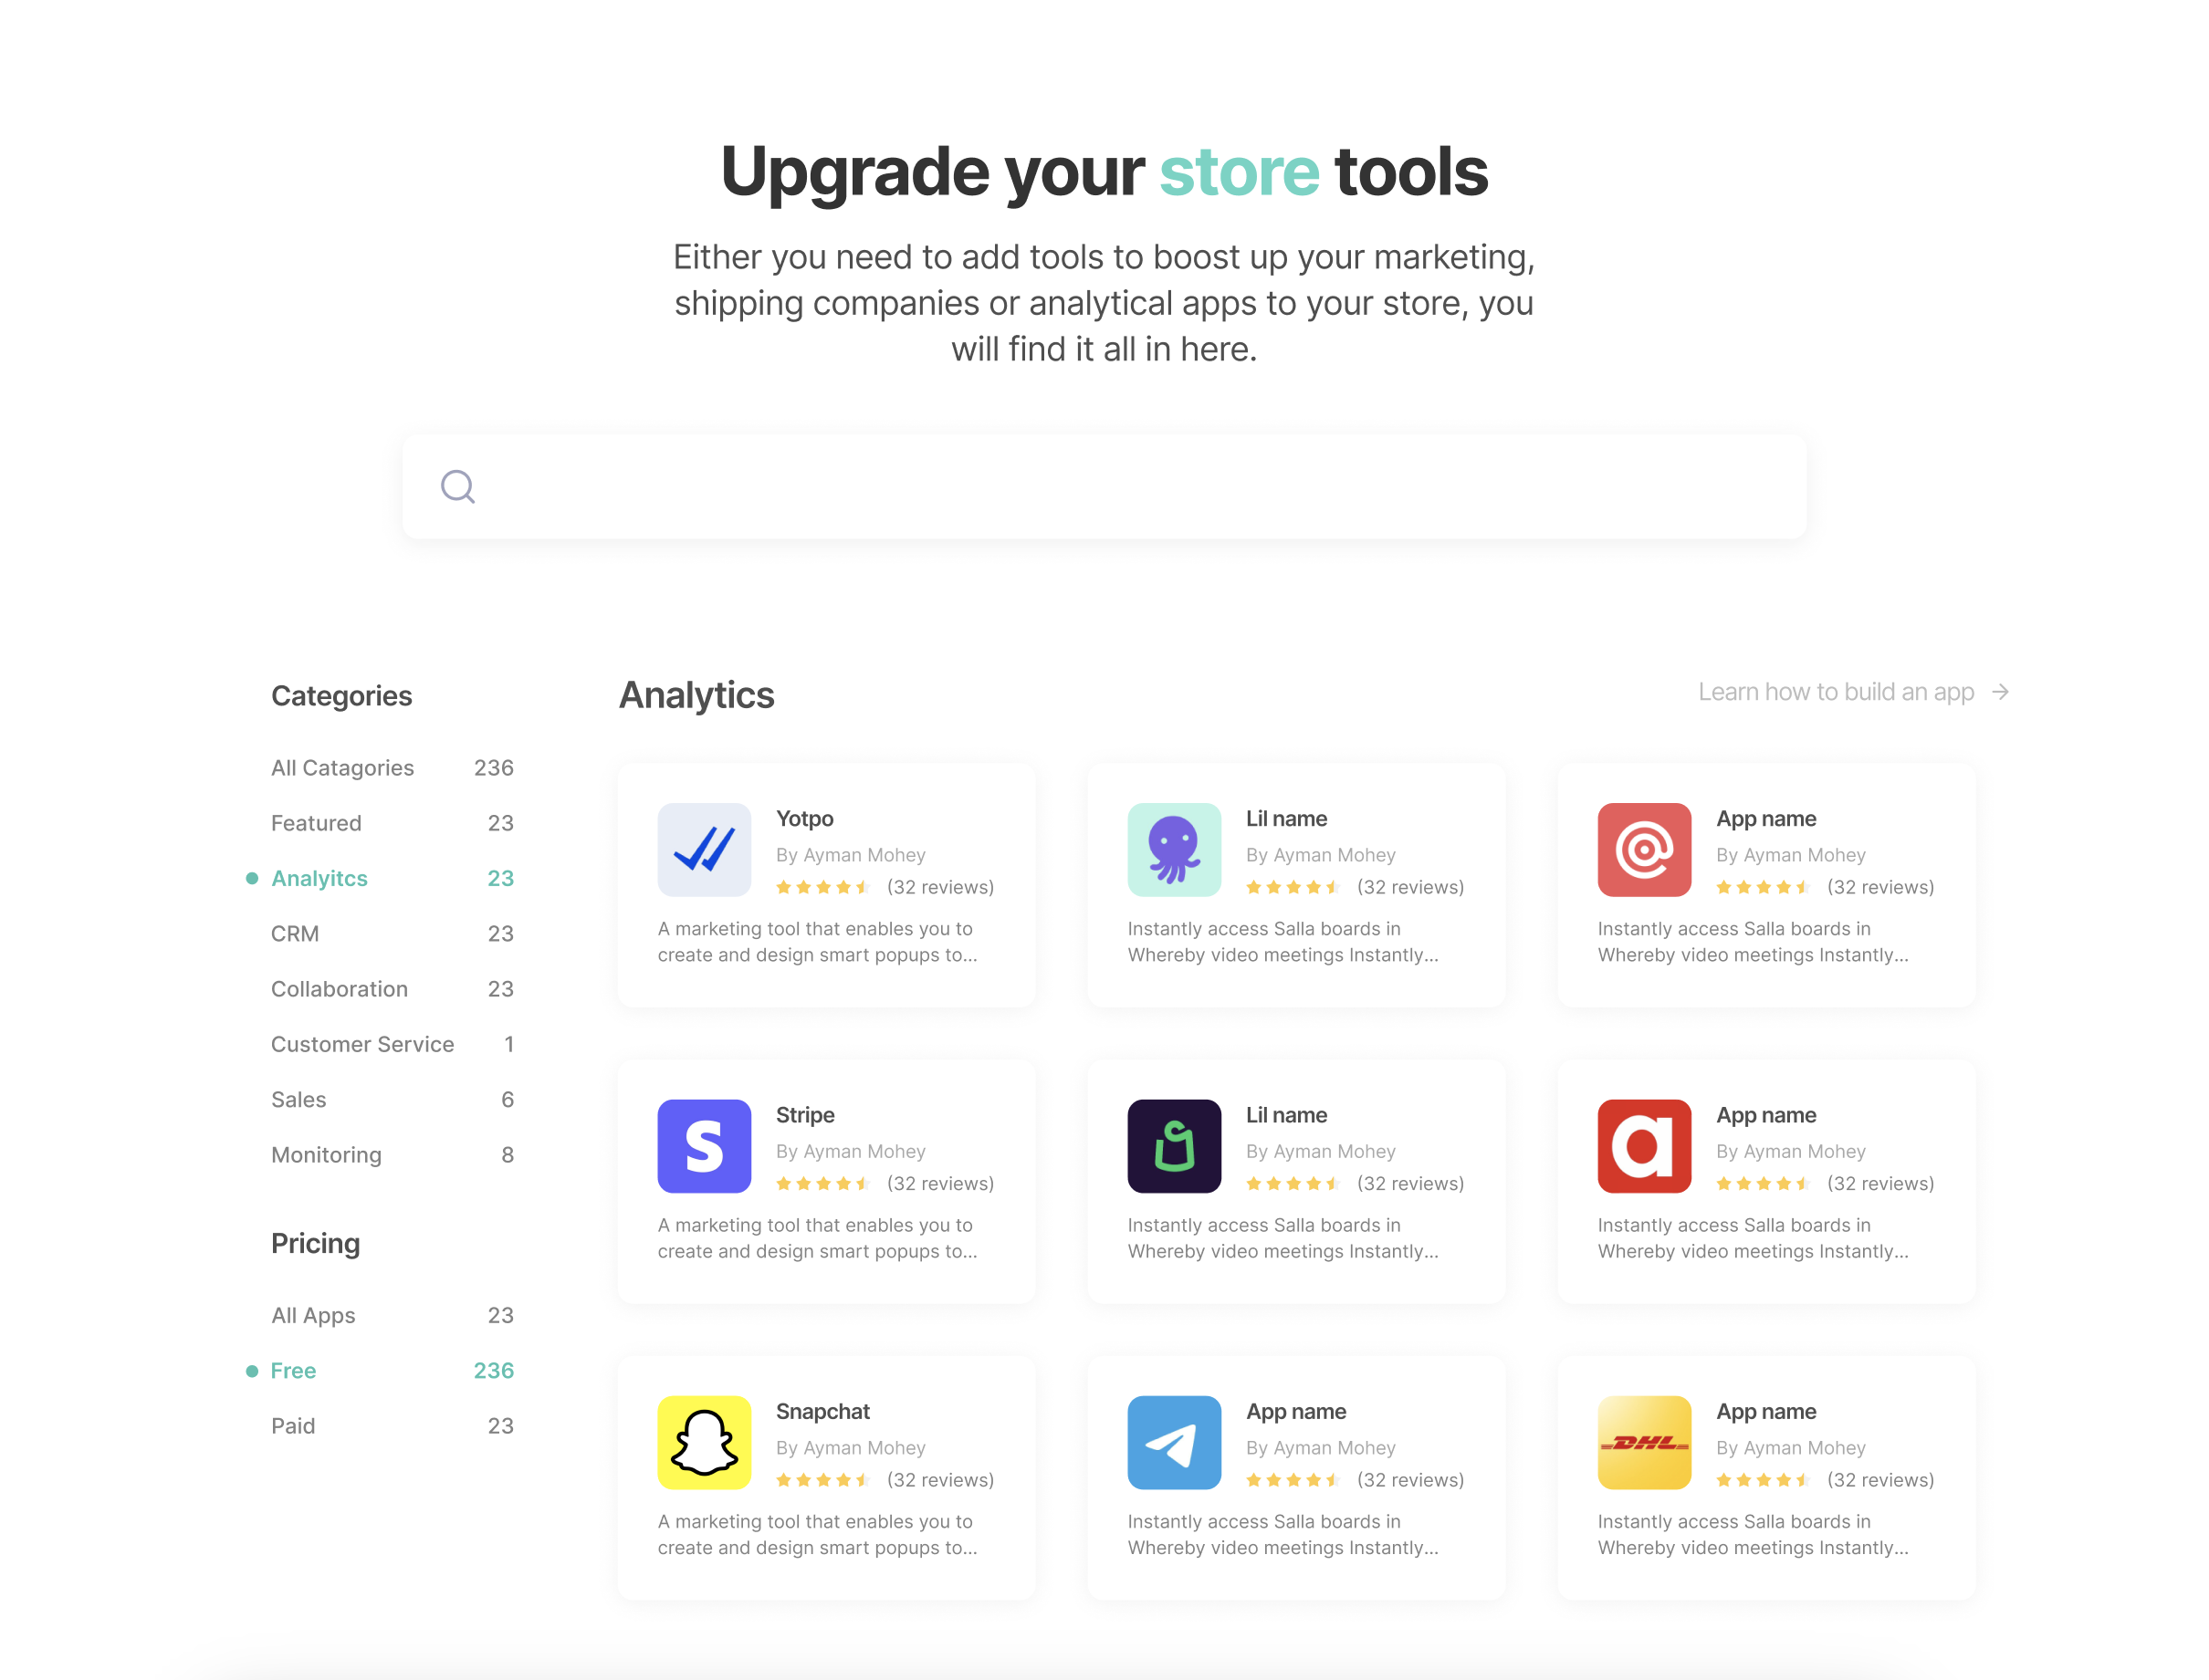 Upgrade your store tools
Either you need to add tools to boost up your marketing,
shipping companies or analytical apps to your store, you
will find it all in here.
Categories
All Catagories 236
Featured 23
Analyitcs 23
CRM 23
Collaboration 23
Customer Service 1
Sales 6
Monitoring 8
Pricing
All Apps 23
Free 236
Paid 23
Analytics
Learn how to build an app
Yotpo
By Ayman Mohey
(32 reviews)
A marketing tool that enables you to
create and design smart popups to...
Lil name
By Ayman Mohey
(32 reviews)
Instantly access Salla boards in
Whereby video meetings Instantly...
App name
By Ayman Mohey
(32 reviews)
Instantly access Salla boards in
Whereby video meetings Instantly...
S
Stripe
By Ayman Mohey
(32 reviews)
A marketing tool that enables you to
create and design smart popups to...
Lil name
By Ayman Mohey
(32 reviews)
Instantly access Salla boards in
Whereby video meetings Instantly...
a
App name
By Ayman Mohey
(32 reviews)
Instantly access Salla boards in
Whereby video meetings Instantly...
Snapchat
By Ayman Mohey
(32 reviews)
A marketing tool that enables you to
create and design smart popups to...
App name
By Ayman Mohey
(32 reviews)
Instantly access Salla boards in
Whereby video meetings Instantly...
DHL
App name
By Ayman Mohey
(32 reviews)
Instantly access Salla boards in
Whereby video meetings Instantly...